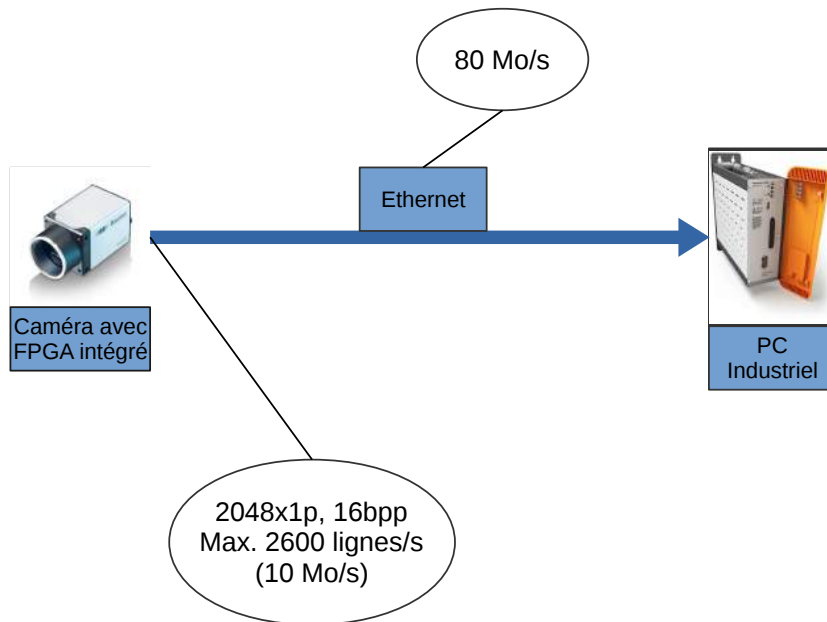 80 Mo/s
Ethernet
Caméra avec
FPGA intégré
PC
Industriel
2048x1p, 16bpp
Max. 2600 lignes/s
(10 Mo/s)